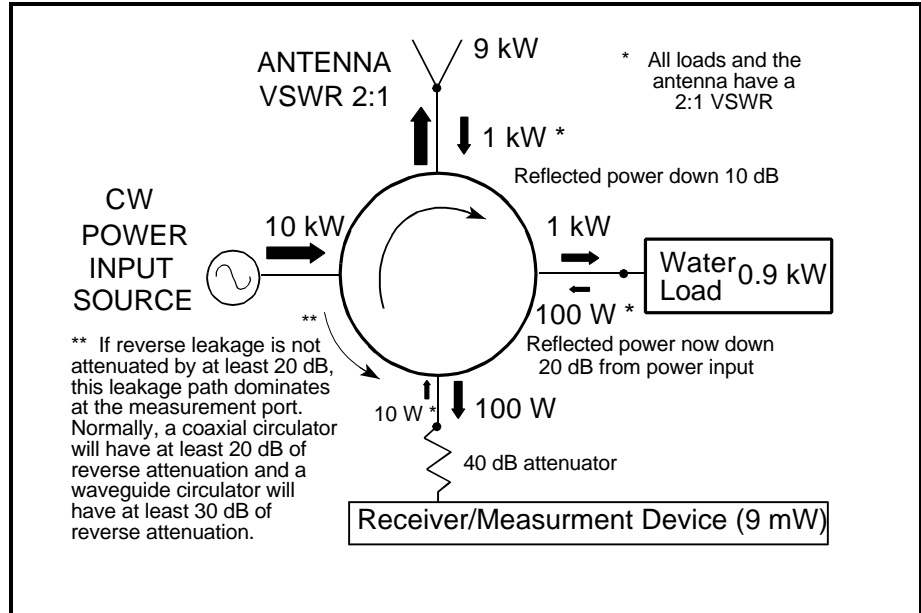 ANTENNA
VSWR 2:1
9 kW
* All loads and the
antenna have a
2:1 VSWR
1 kW *
Reflected power down 10 dB
CW
POWER
INPUT
SOURCE
10 kW
1 kW
Water
Load
0.9 kW
100 W *
Reflected power now down
20 dB from power input
**
** If reverse leakage is not
attenuated by at least 20 dB,
this leakage path dominates
at the measurement port.
Normally, a coaxial circulator
will have at least 20 dB of
reverse attenuation and a
waveguide circulator will
have at least 30 dB of
reverse attenuation.
10 W *
100 W
40 dB attenuator
Receiver/Measurment Device (9 mW)